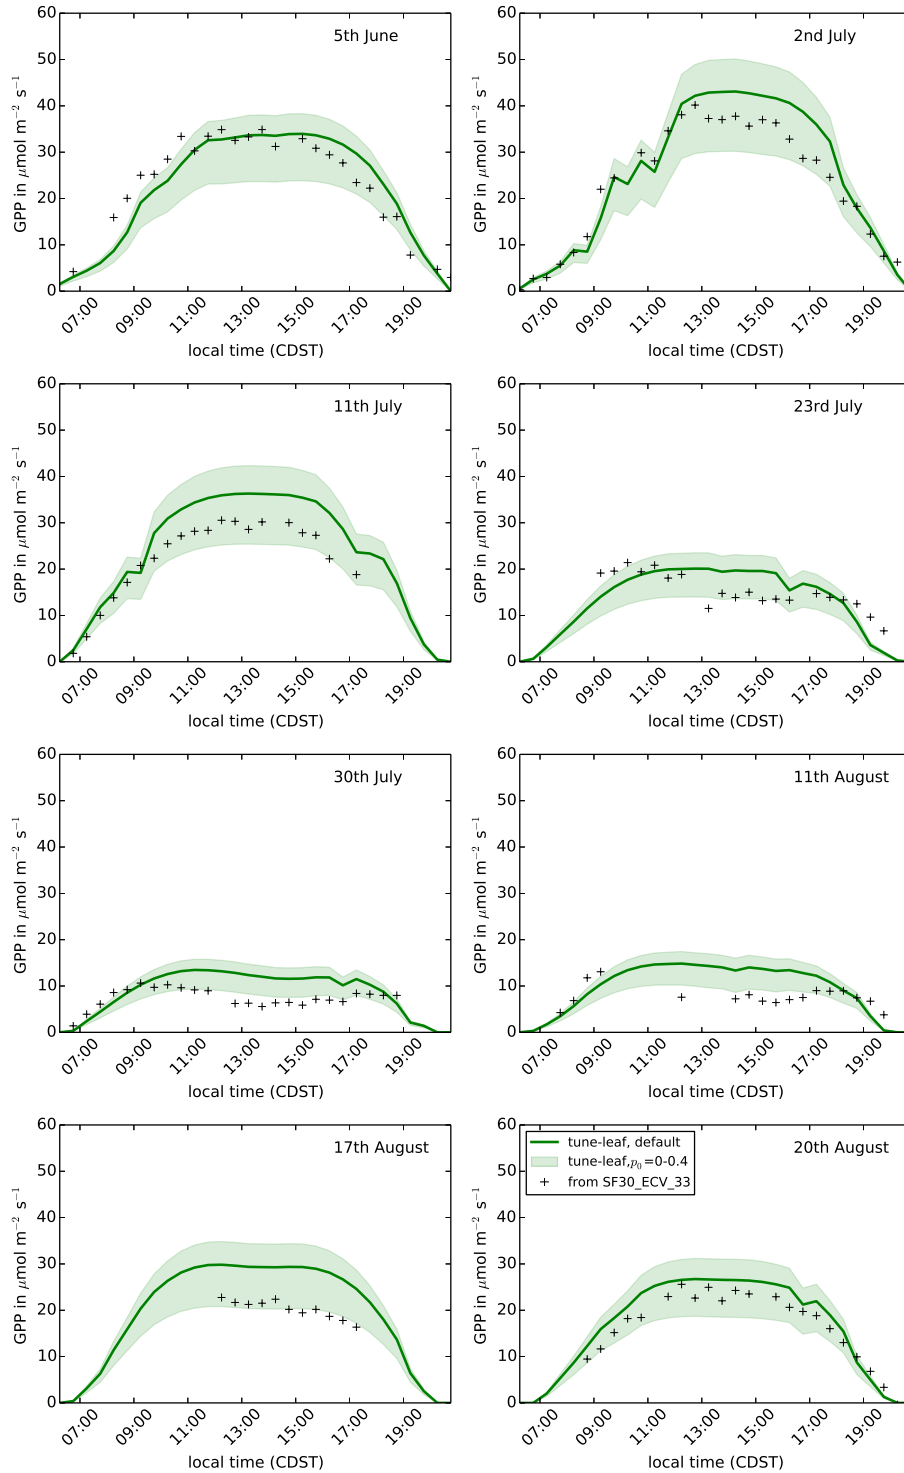 5th June
60
50
40
30
20
10
0
GPP in μmol m⁻² s⁻¹
07:00 09:00 11:00 13:00 15:00 17:00 19:00
local time (CDST)
2nd July
60
50
40
30
20
10
0
GPP in μmol m⁻² s⁻¹
07:00 09:00 11:00 13:00 15:00 17:00 19:00
local time (CDST)
11th July
60
50
40
30
20
10
0
GPP in μmol m⁻² s⁻¹
07:00 09:00 11:00 13:00 15:00 17:00 19:00
local time (CDST)
23rd July
60
50
40
30
20
10
0
GPP in μmol m⁻² s⁻¹
07:00 09:00 11:00 13:00 15:00 17:00 19:00
local time (CDST)
30th July
60
50
40
30
20
10
0
GPP in μmol m⁻² s⁻¹
07:00 09:00 11:00 13:00 15:00 17:00 19:00
local time (CDST)
11th August
60
50
40
30
20
10
0
GPP in μmol m⁻² s⁻¹
07:00 09:00 11:00 13:00 15:00 17:00 19:00
local time (CDST)
17th August
60
50
40
30
20
10
0
GPP in μmol m⁻² s⁻¹
07:00 09:00 11:00 13:00 15:00 17:00 19:00
local time (CDST)
20th August
tune-leaf, default
tune-leaf,p₀=0-0.4
from SF30_ECV_33
60
50
40
30
20
10
0
GPP in μmol m⁻² s⁻¹
07:00 09:00 11:00 13:00 15:00 17:00 19:00
local time (CDST)